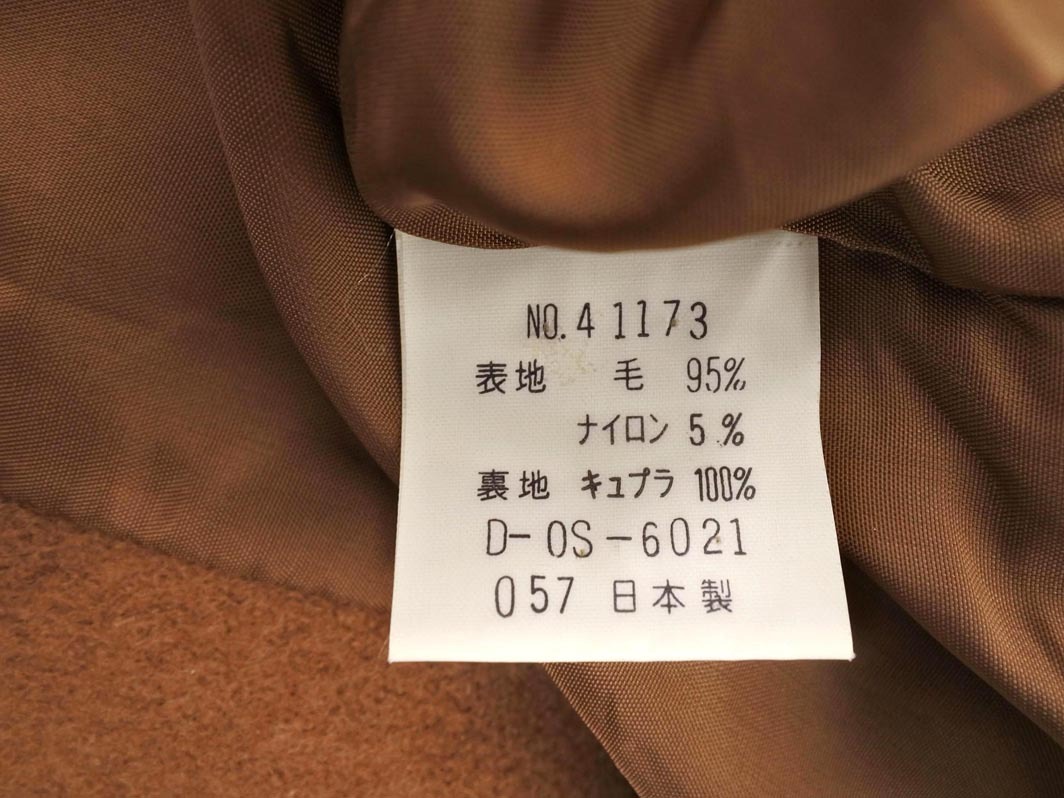 NO.41173
表地 毛 95%
ナイロン 5%
裏地 キュプラ 100%
D-OS-6021
057 日本製